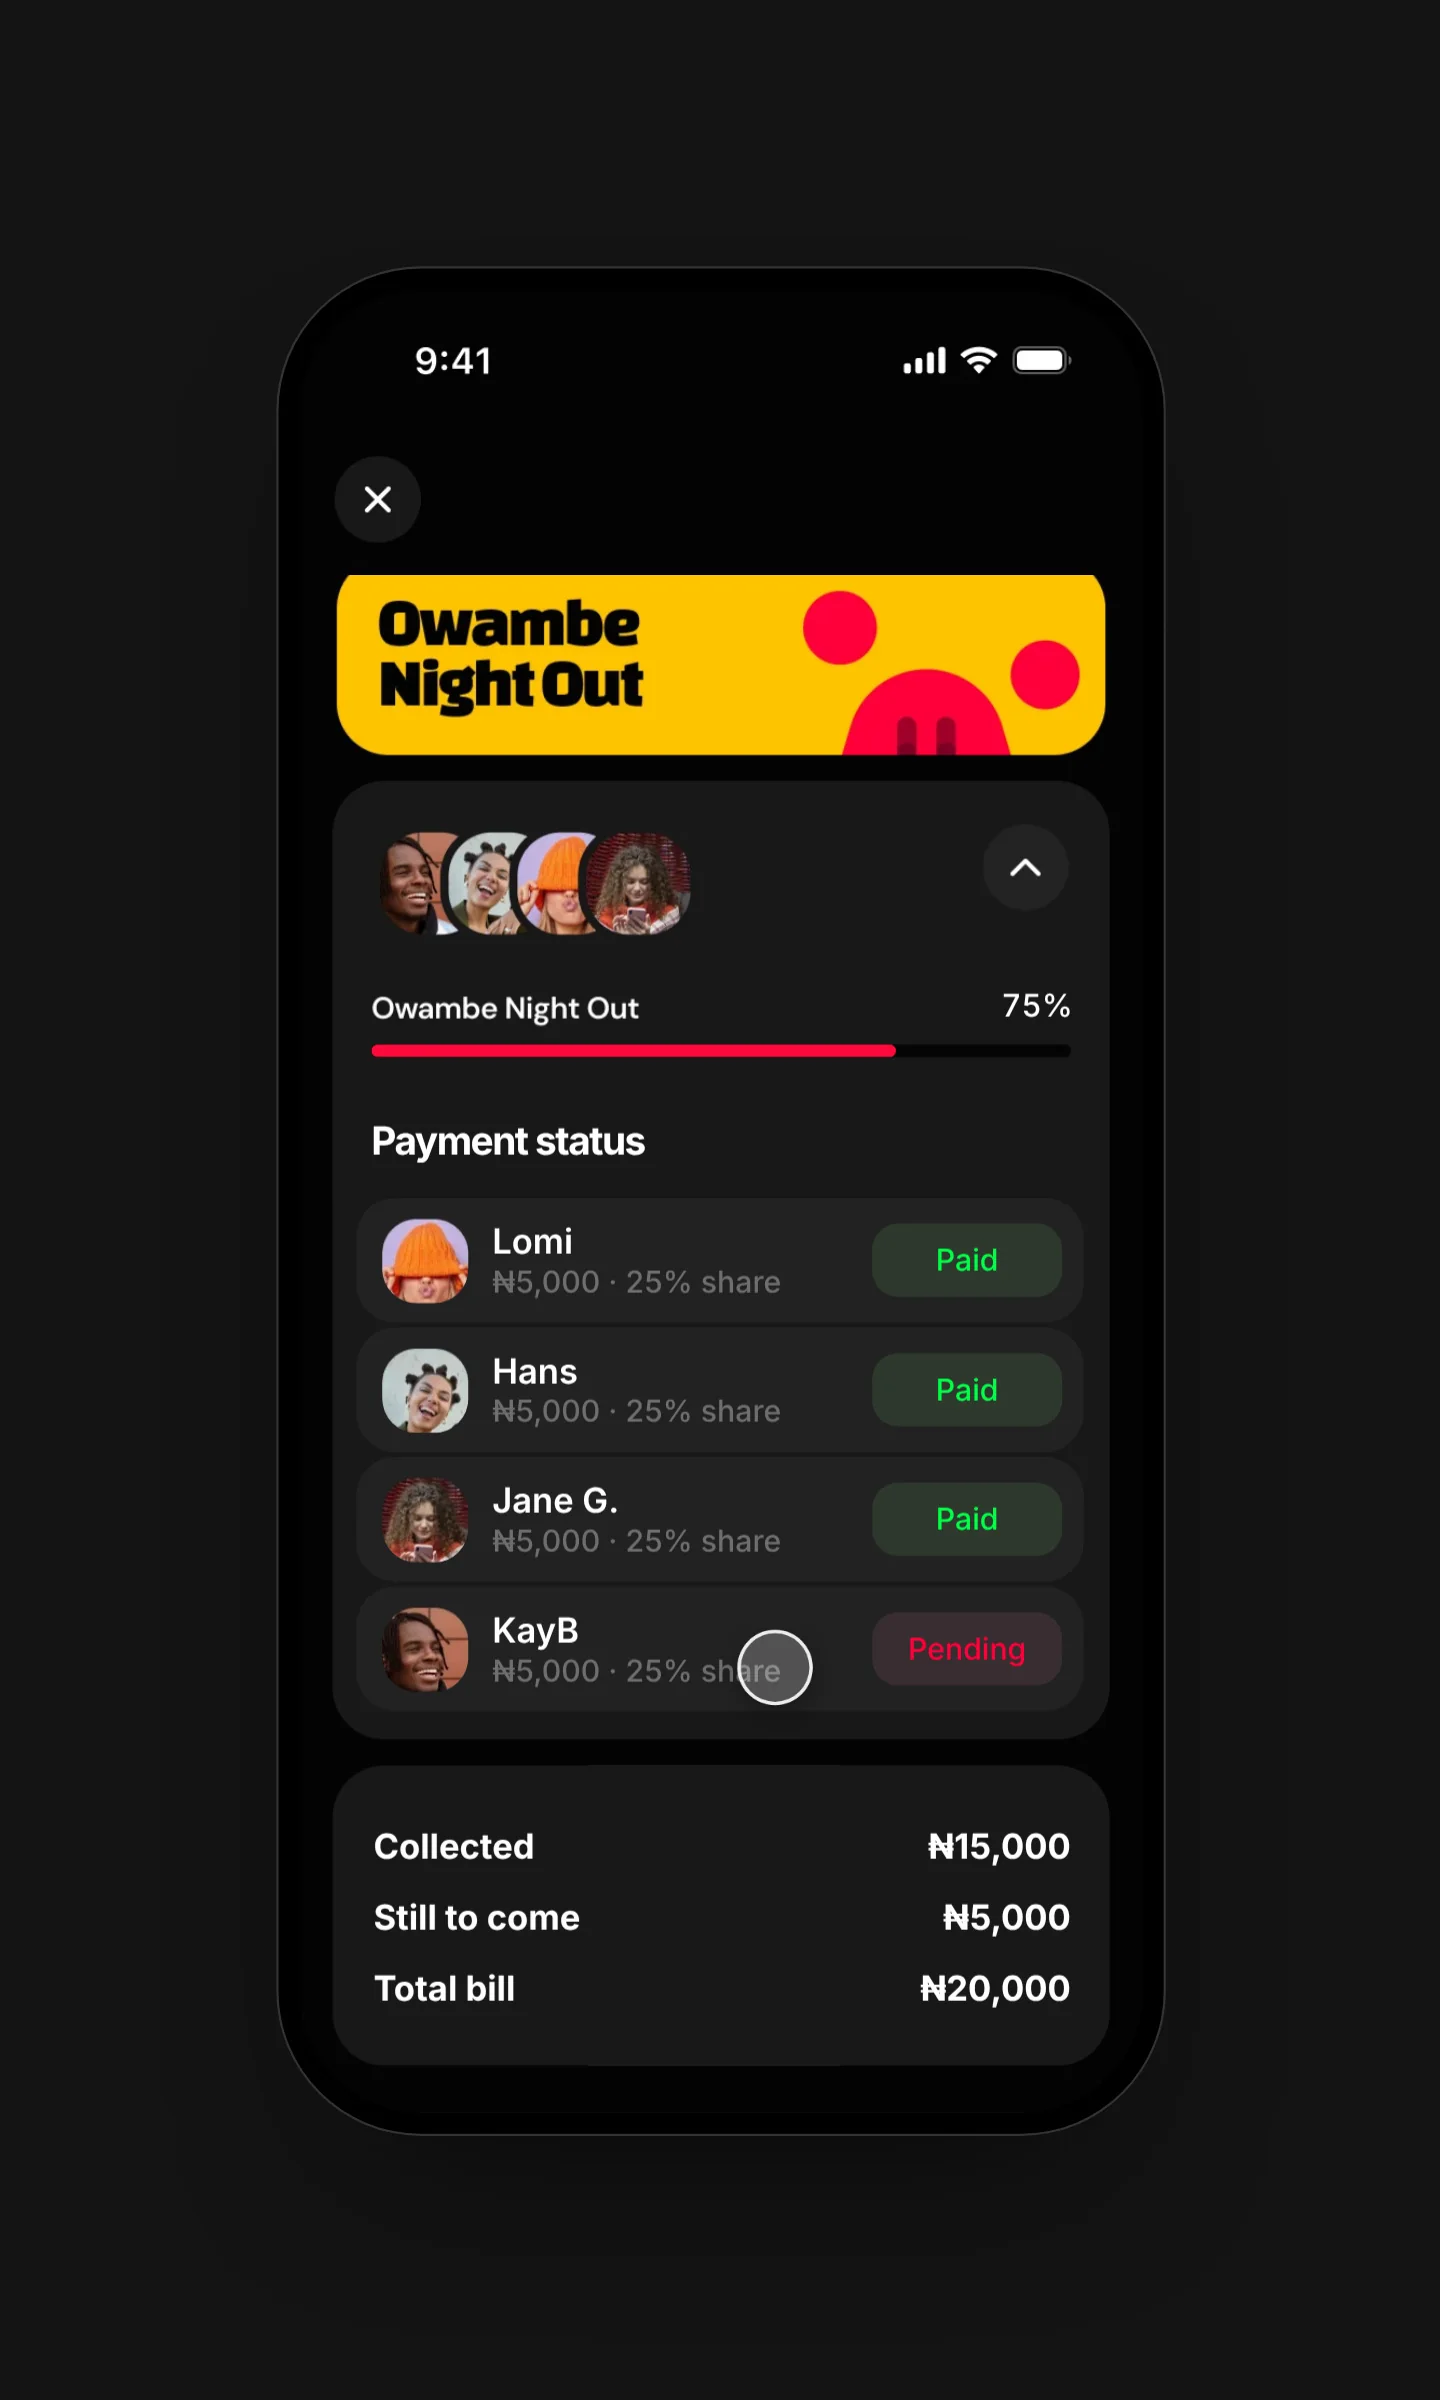 9:41
Owambe
Night Out
Owambe Night Out 75%
Payment status
Lomi
₦5,000 · 25% share
Paid
Hans
₦5,000 · 25% share
Paid
Jane G.
₦5,000 · 25% share
Paid
KayB
₦5,000 · 25% share
Pending
Collected ₦15,000
Still to come ₦5,000
Total bill ₦20,000